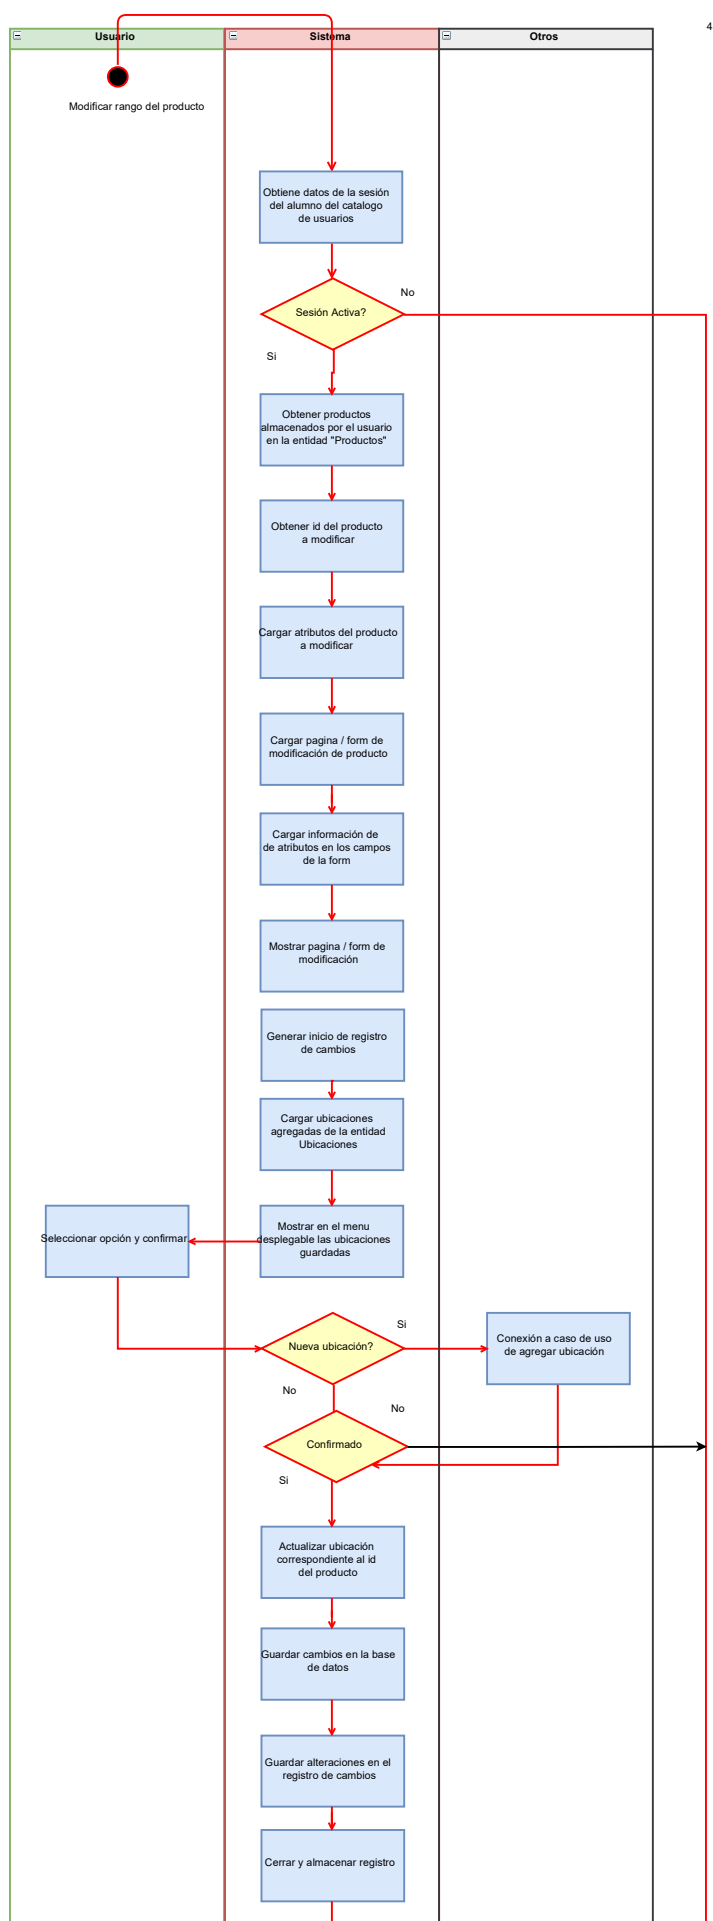 4
Usuario
Sistema
Otros
Modificar rango del producto
Obtiene datos de la sesión
del alumno del catalogo
de usuarios
No
Sesión Activa?
Si
Obtener productos
almacenados por el usuario
en la entidad "Productos"
Obtener id del producto
a modificar
Cargar atributos del producto
a modificar
Cargar pagina / form de
modificación de producto
Cargar información de
de atributos en los campos
de la form
Mostrar pagina / form de
modificación
Generar inicio de registro
de cambios
Cargar ubicaciones
agregadas de la entidad
Ubicaciones
Mostrar en el menu
desplegable las ubicaciones
guardadas
Seleccionar opción y confirmar
Nueva ubicación?
Si
Conexión a caso de uso
de agregar ubicación
No
No
Confirmado
Si
Actualizar ubicación
correspondiente al id
del producto
Guardar cambios en la base
de datos
Guardar alteraciones en el
registro de cambios
Cerrar y almacenar registro